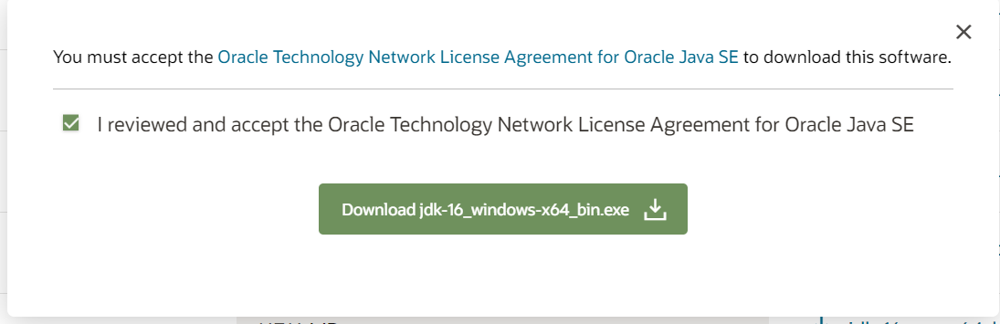 You must accept the Oracle Technology Network License Agreement for Oracle Java SE to download this software.
I reviewed and accept the Oracle Technology Network License Agreement for Oracle Java SE
Download jdk-16_windows-x64_bin.exe